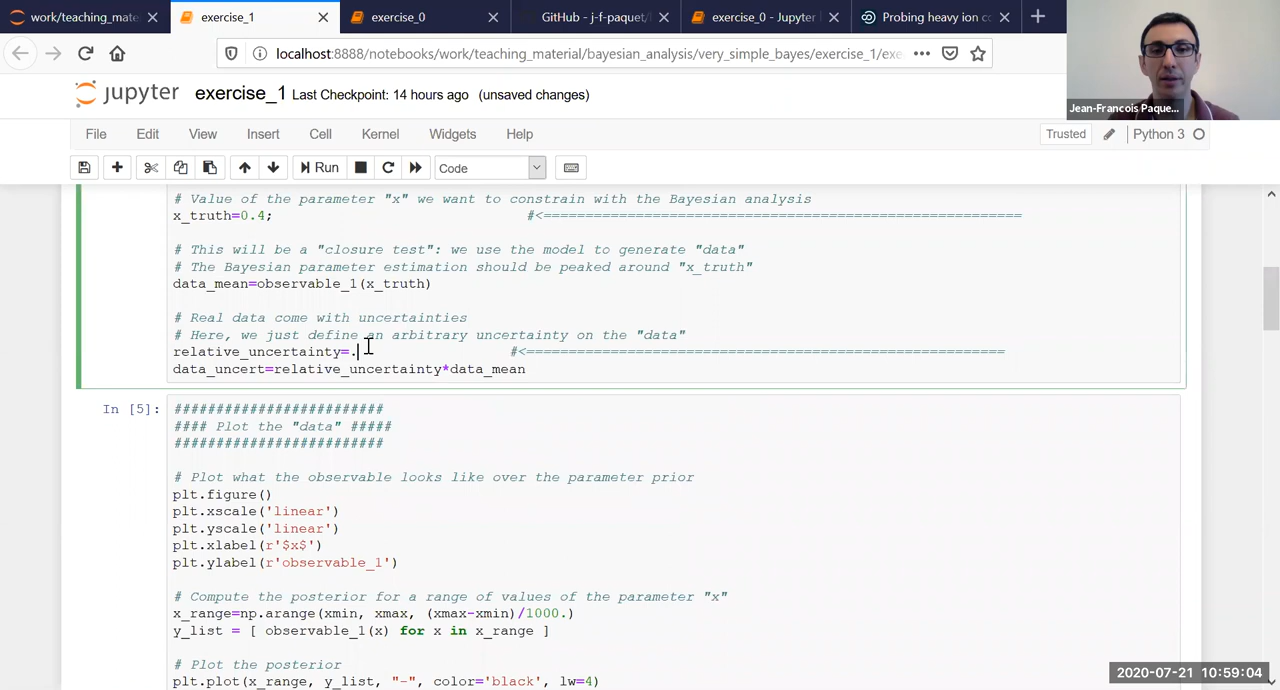 work/teaching_mate
exercise_1
exercise_0
GitHub - j-f-paquet/
exercise_0 - Jupyter
Probing heavy ion co
localhost:8888/notebooks/work/teaching_material/bayesian_analysis/very_simple_bayes/exercise_1/exe
Jean-Francois Paque...
jupyter exercise_1 Last Checkpoint: 14 hours ago (unsaved changes)
File Edit View Insert Cell Kernel Widgets Help
Trusted
Python 3
Run
Code
# Value of the parameter "x" we want to constrain with the Bayesian analysis
x_truth=0.4; #<=========================================================
# This will be a "closure test": we use the model to generate "data"
# The Bayesian parameter estimation should be peaked around "x_truth"
data_mean=observable_1(x_truth)
# Real data come with uncertainties
# Here, we just define an arbitrary uncertainty on the "data"
relative_uncertainty=. #<=========================================================
data_uncert=relative_uncertainty*data_mean
In [5]:
#########################
#### Plot the "data" #####
#########################
# Plot what the observable looks like over the parameter prior
plt.figure()
plt.xscale('linear')
plt.yscale('linear')
plt.xlabel(r'$x$')
plt.ylabel(r'observable_1')
# Compute the posterior for a range of values of the parameter "x"
x_range=np.arange(xmin, xmax, (xmax-xmin)/1000.)
y_list = [ observable_1(x) for x in x_range ]
# Plot the posterior
plt.plot(x_range, y_list, "-", color='black', lw=4)
2020-07-21 10:59:04